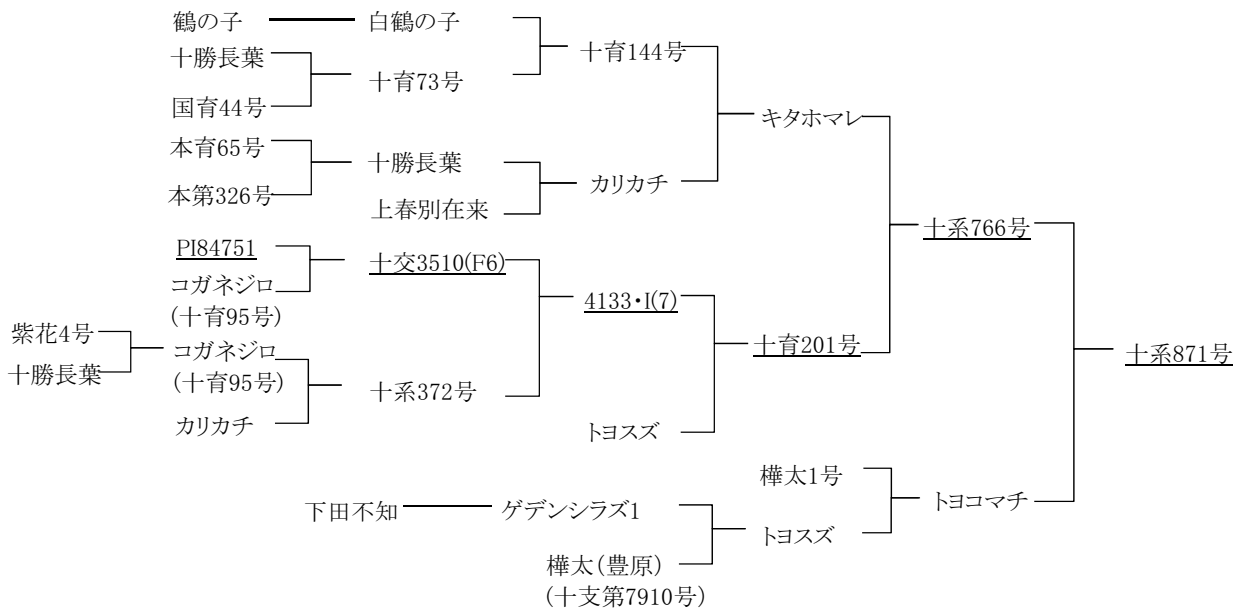 鶴の子
白鶴の子
十勝長葉
国育44号
十育73号
十育144号
本育65号
本第326号
十勝長葉
上春別在来
カリカチ
キタホマレ
PI84751
コガネジロ
(十育95号)
十交3510(F6)
紫花4号
十勝長葉
コガネジロ
(十育95号)
カリカチ
十系372号
4133・I(7)
トヨスズ
十育201号
十系766号
下田不知
ゲデンシラズ1
樺太(豊原)
(十支第7910号)
トヨスズ
樺太1号
トヨコマチ
十系871号